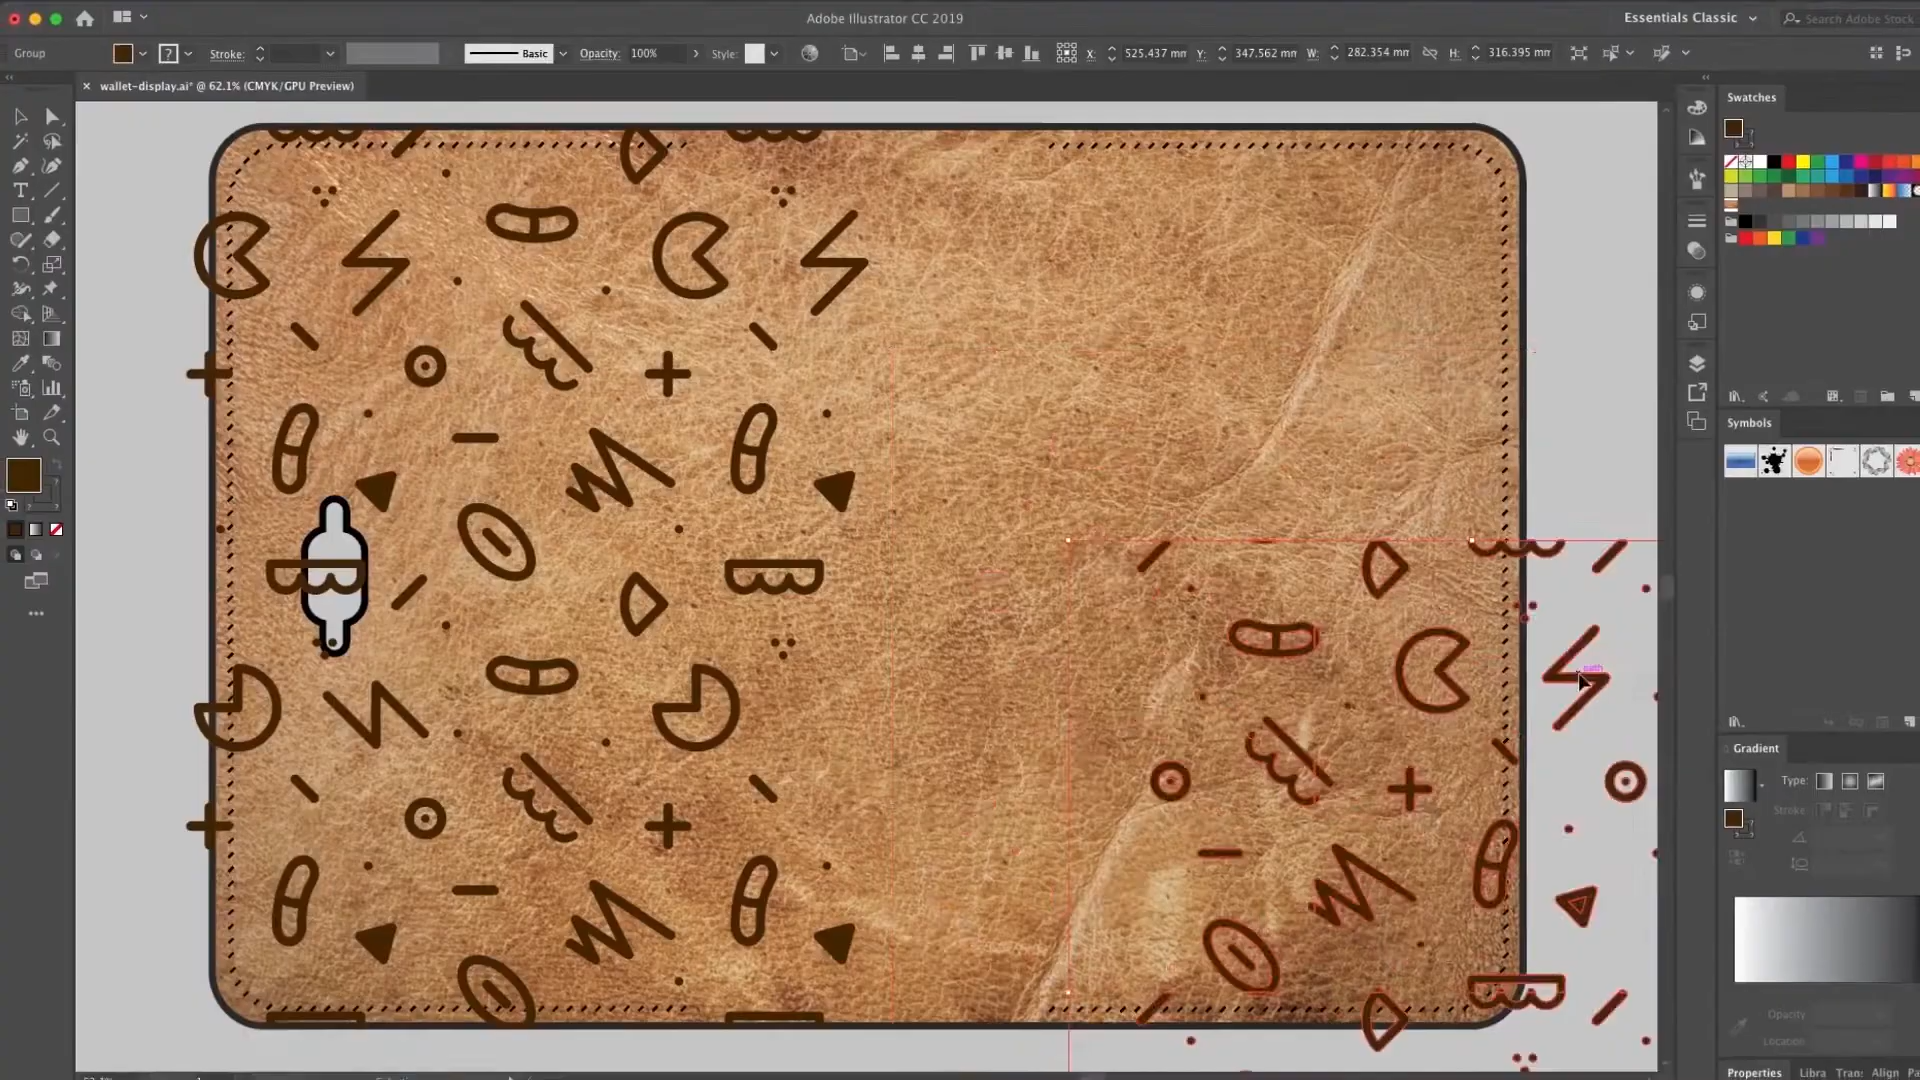 Adobe Illustrator CC 2019
Essentials Classic
Search Adobe Stock
Group
Stroke:
Basic
Opacity: 100%
Style:
X: 525.437 mm
Y: 347.562 mm
W: 282.354 mm
H: 316.395 mm
× wallet-display.ai* @ 62.1% (CMYK/GPU Preview)
Swatches
Symbols
path
Gradient
Type:
Stroke:
Opacity
Location
Properties Libra Tran: Align Pa